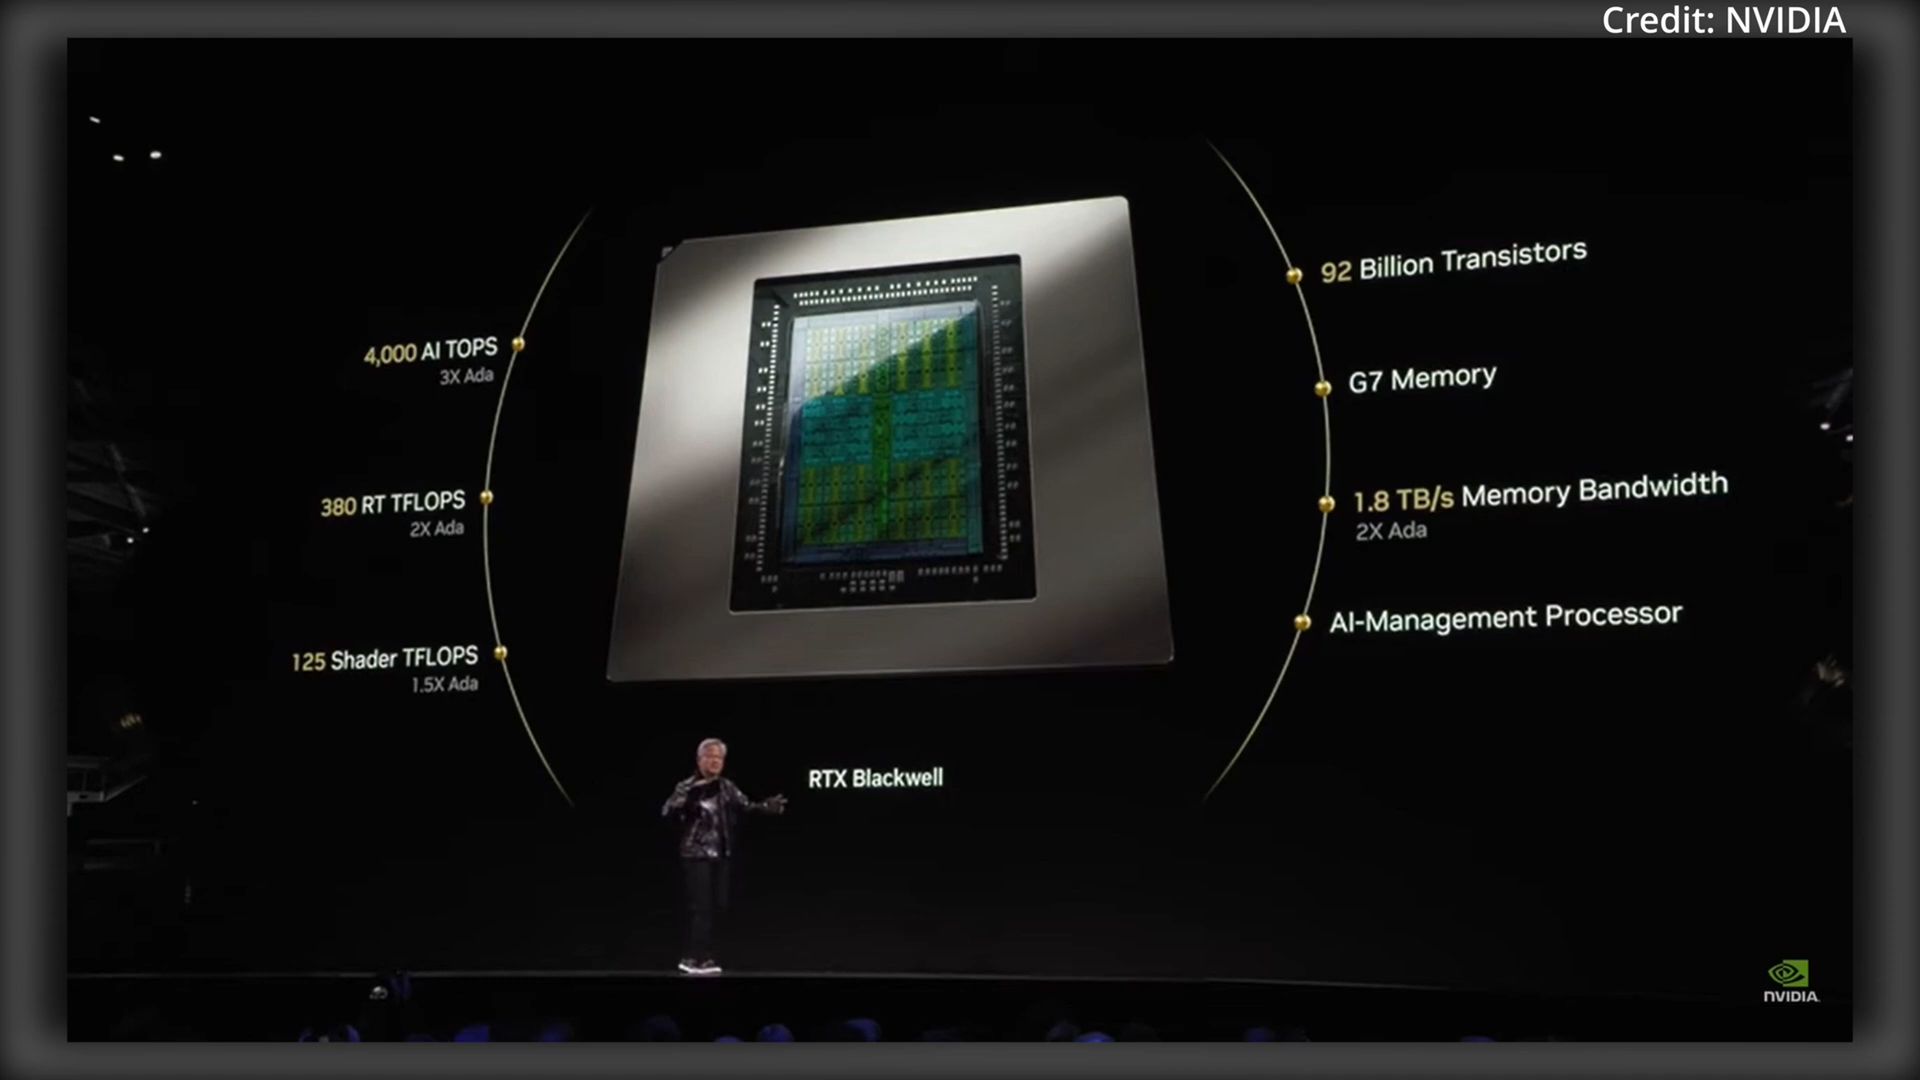 Credit: NVIDIA
4,000 AI TOPS
3X Ada
380 RT TFLOPS
2X Ada
125 Shader TFLOPS
1.5X Ada
92 Billion Transistors
G7 Memory
1.8 TB/s Memory Bandwidth
2X Ada
AI-Management Processor
RTX Blackwell
NVIDIA.